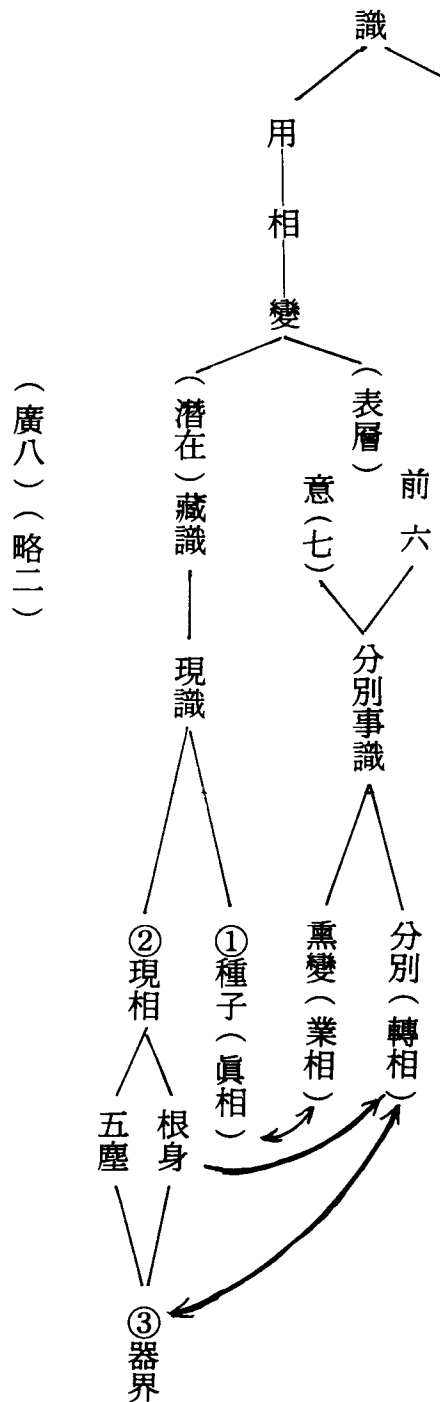 識
用
相
變
（表層）
前六
意（七）
分別事識
分別（轉相）
熏變（業相）
（潛在）藏識
現識
①種子（眞相）
②現相
根身
五塵
③器界
（廣八）（略二）